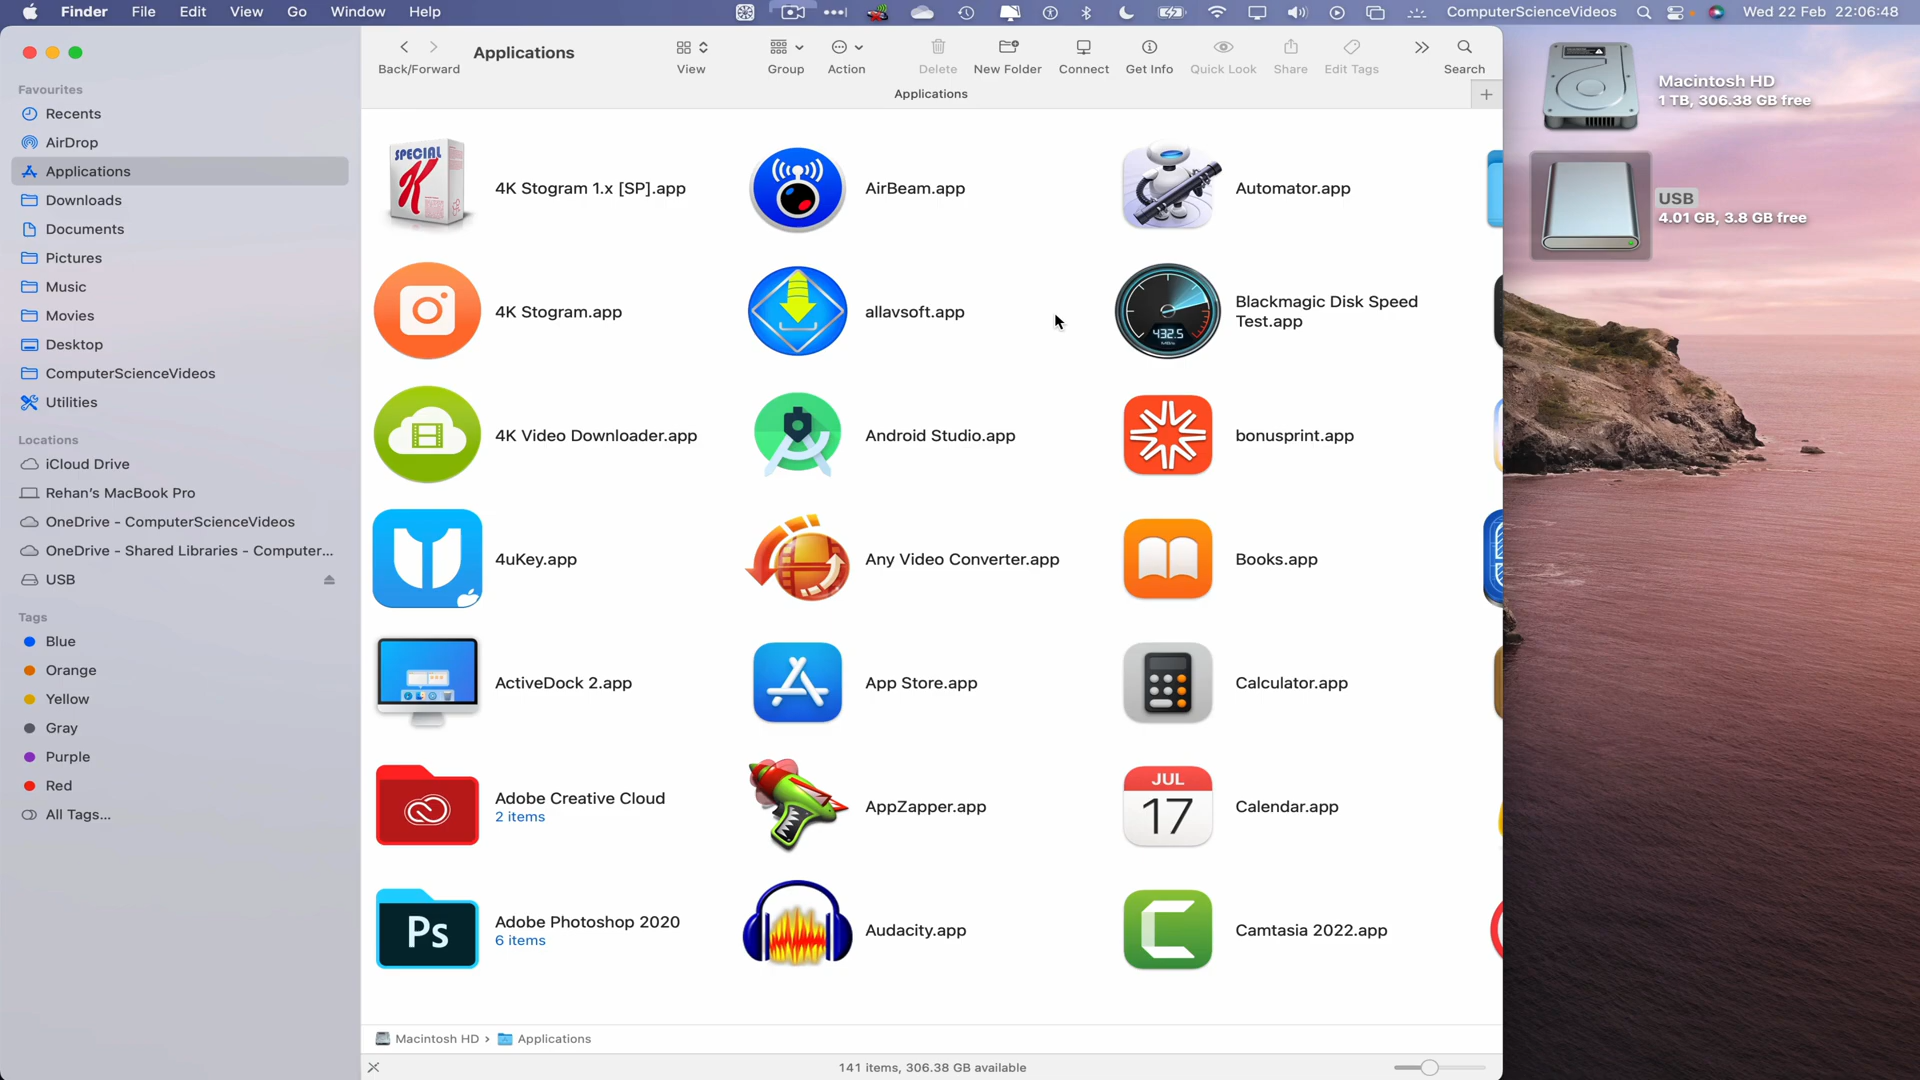 Finder File Edit View Go Window Help
ComputerScienceVideos Wed 22 Feb 22:06:48
Favourites
Recents
AirDrop
Applications
Downloads
Documents
Pictures
Music
Movies
Desktop
ComputerScienceVideos
Utilities
Locations
iCloud Drive
Rehan's MacBook Pro
OneDrive - ComputerScienceVideos
OneDrive - Shared Libraries - Computer...
USB
Tags
Blue
Orange
Yellow
Gray
Purple
Red
All Tags...
Applications
Back/Forward View Group Action Delete New Folder Connect Get Info Quick Look Share Edit Tags Search
Applications
SPECIAL
K
4K Stogram 1.x [SP].app
AirBeam.app
Automator.app
4K Stogram.app
allavsoft.app
432.5
MB/s
Blackmagic Disk Speed
Test.app
4K Video Downloader.app
Android Studio.app
bonusprint.app
4uKey.app
Any Video Converter.app
Books.app
ActiveDock 2.app
App Store.app
Calculator.app
Adobe Creative Cloud
2 items
AppZapper.app
JUL
17
Calendar.app
Ps
Adobe Photoshop 2020
6 items
Audacity.app
Camtasia 2022.app
Macintosh HD › Applications
141 items, 306.38 GB available
Macintosh HD
1 TB, 306.38 GB free
USB
4.01 GB, 3.8 GB free